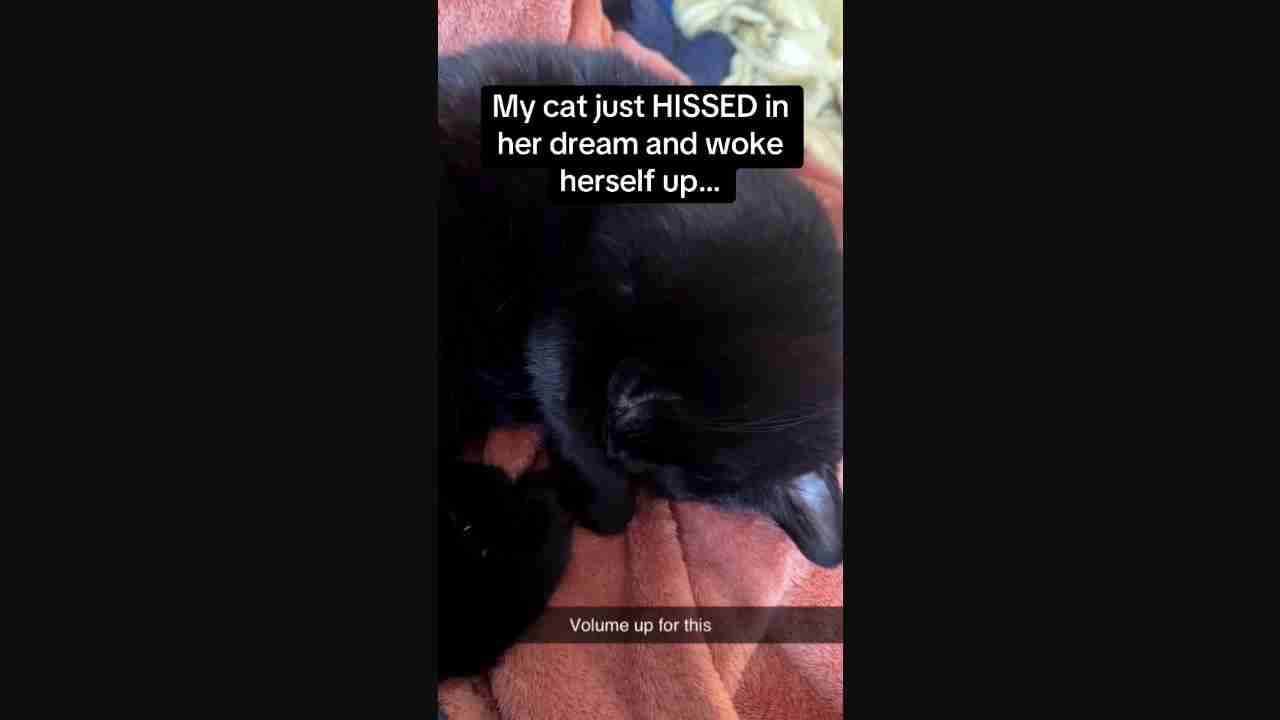 My cat just HISSED in
her dream and woke
herself up...
Volume up for this